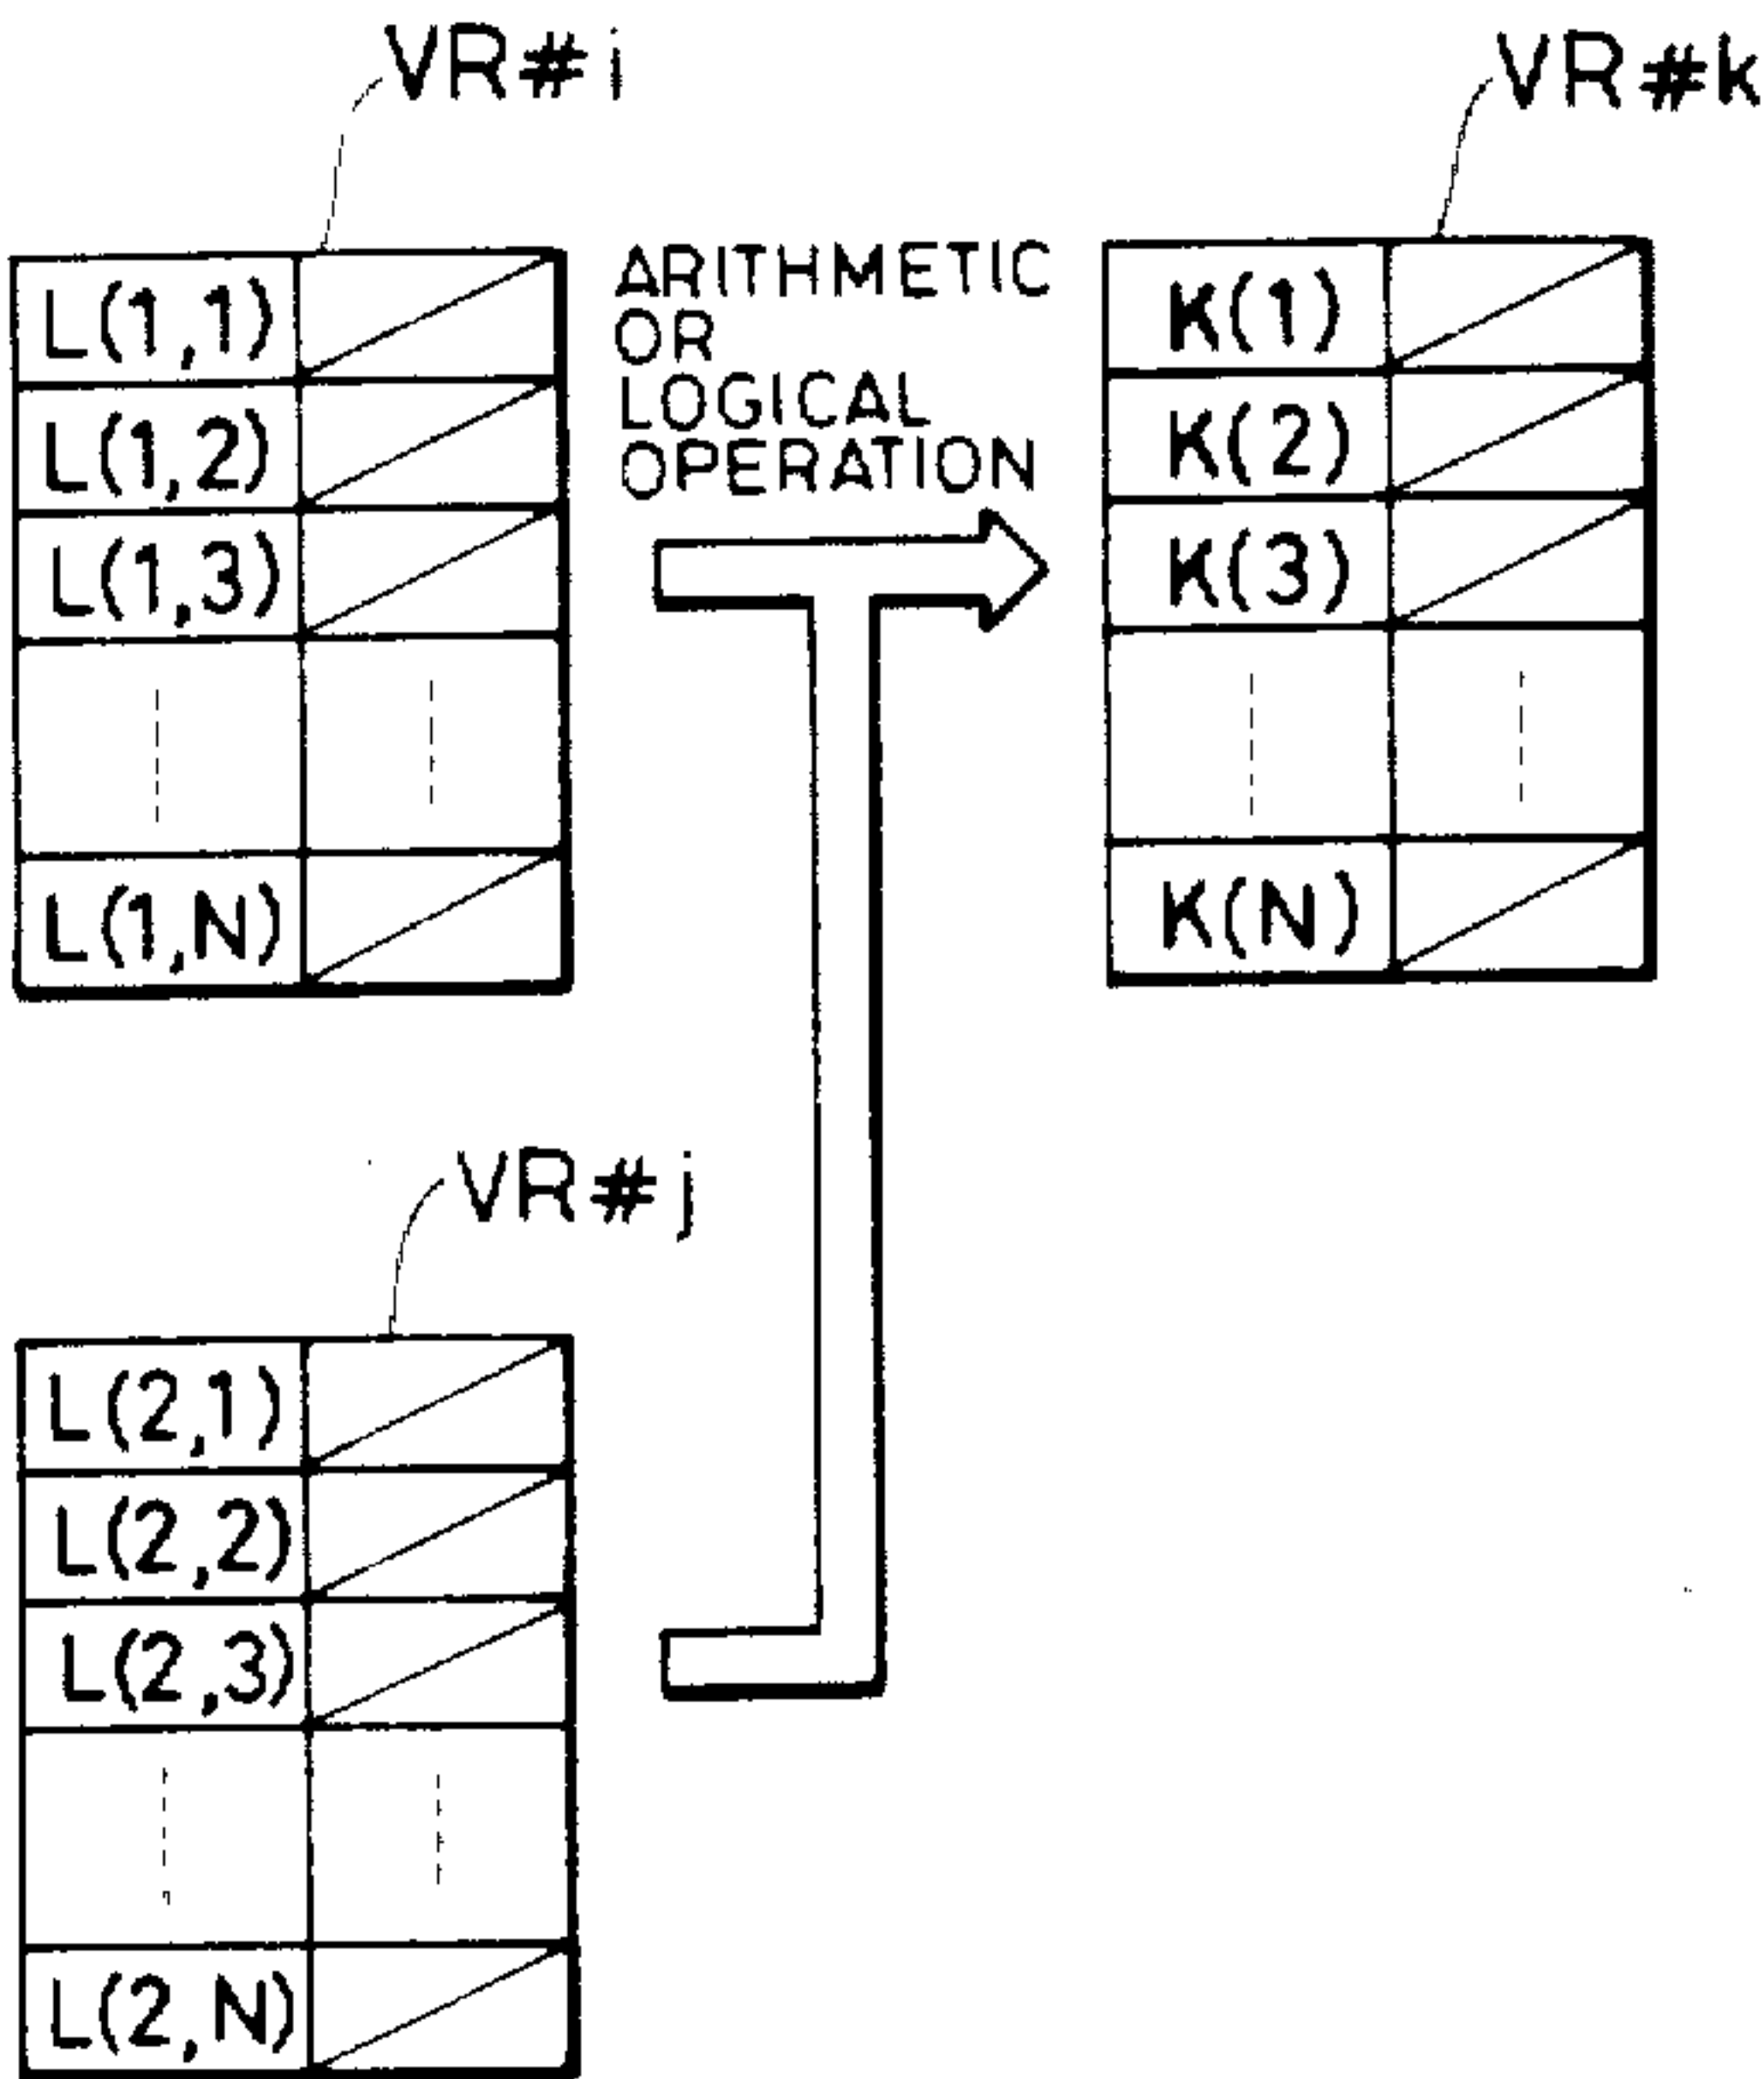 VR#i
L(1,1)
L(1,2)
L(1,3)
L(1,N)
ARITHMETIC
OR
LOGICAL
OPERATION
VR#k
K(1)
K(2)
K(3)
K(N)
VR#j
L(2,1)
L(2,2)
L(2,3)
L(2,N)